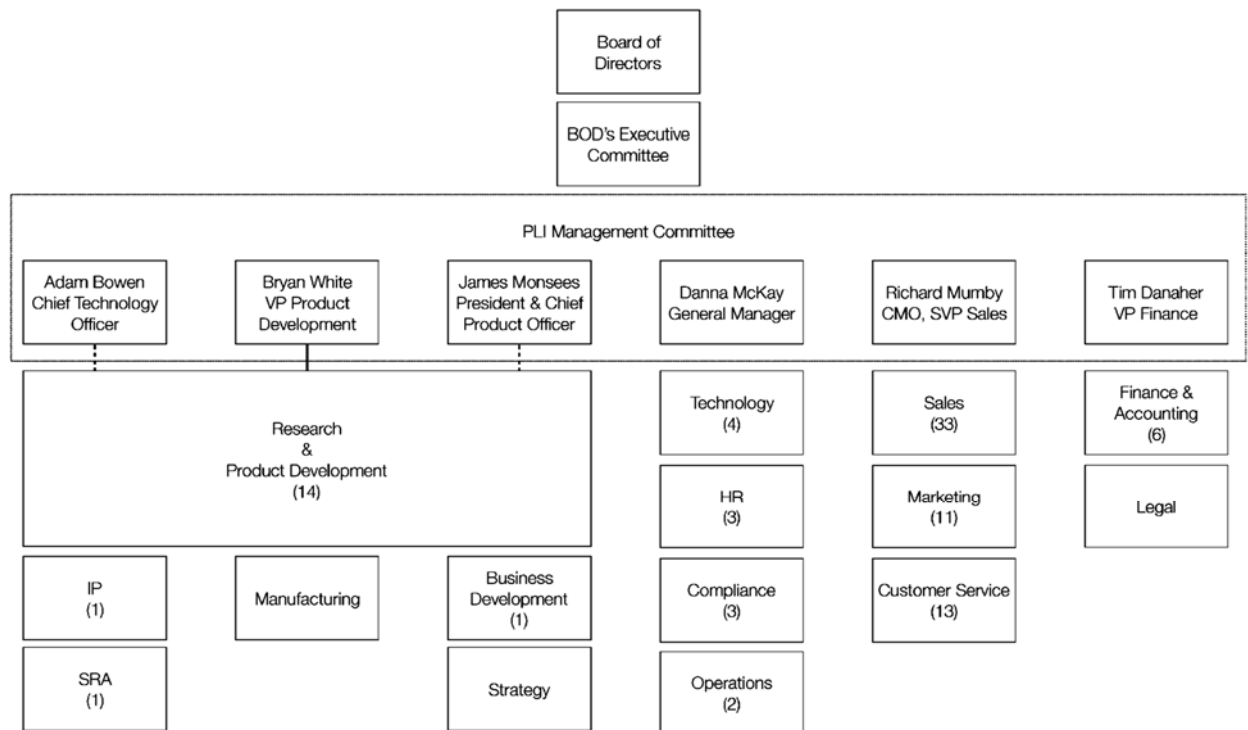 Board of
Directors
BOD's Executive
Committee
PLI Management Committee
Adam Bowen
Chief Technology
Officer
Bryan White
VP Product
Development
James Monsees
President & Chief
Product Officer
Danna McKay
General Manager
Richard Mumby
CMO, SVP Sales
Tim Danaher
VP Finance
Research
&
Product Development
(14)
Technology
(4)
Sales
(33)
Finance &
Accounting
(6)
HR
(3)
Marketing
(11)
Legal
IP
(1)
Manufacturing
Business
Development
(1)
Compliance
(3)
Customer Service
(13)
SRA
(1)
Strategy
Operations
(2)